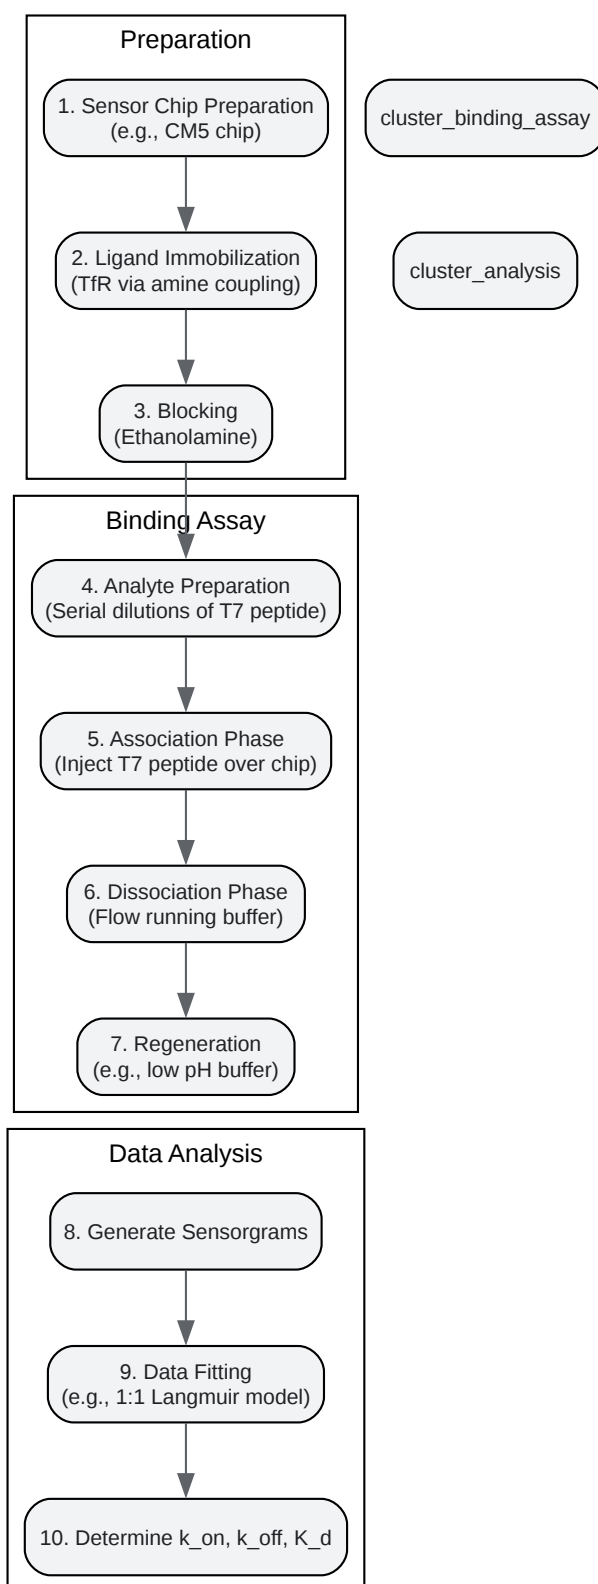 Preparation
1. Sensor Chip Preparation
(e.g., CM5 chip)
cluster_binding_assay
2. Ligand Immobilization
(TfR via amine coupling)
cluster_analysis
3. Blocking
(Ethanolamine)
Binding Assay
4. Analyte Preparation
(Serial dilutions of T7 peptide)
5. Association Phase
(Inject T7 peptide over chip)
6. Dissociation Phase
(Flow running buffer)
7. Regeneration
(e.g., low pH buffer)
Data Analysis
8. Generate Sensorgrams
9. Data Fitting
(e.g., 1:1 Langmuir model)
10. Determine k_on, k_off, K_d